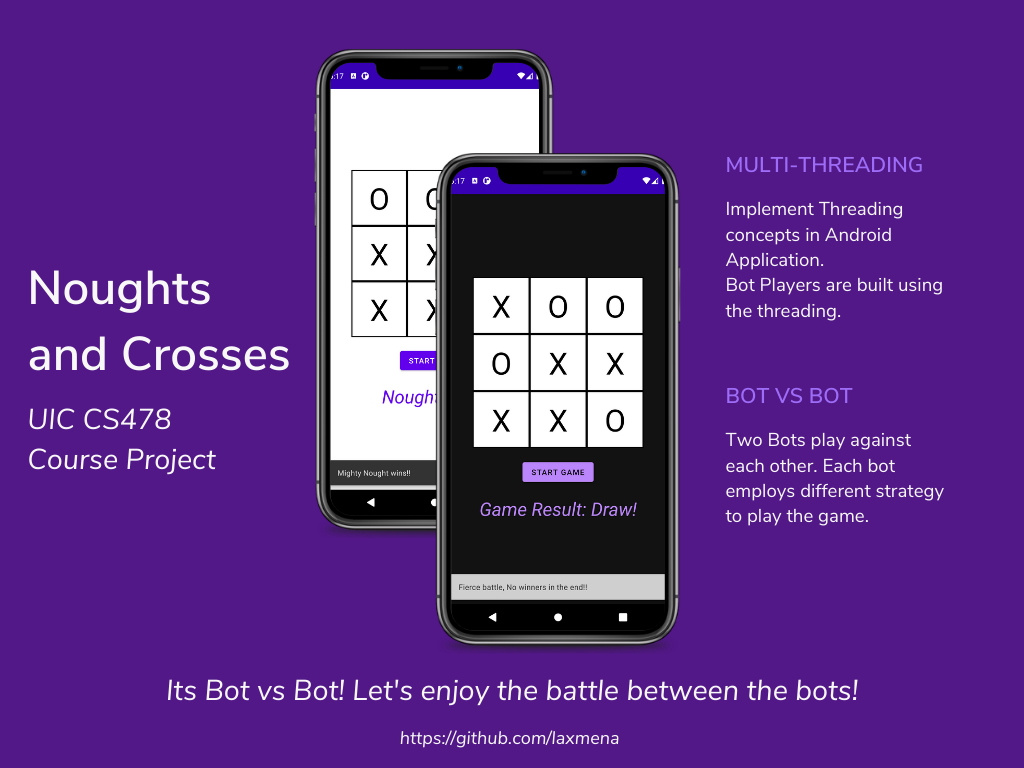 Noughts
and Crosses
UIC CS478
Course Project
:17
O
X
X
START
Nought
Mighty Nought wins!!
:17
X O O
O X X
X X O
START GAME
Game Result: Draw!
Fierce battle, No winners in the end!!
MULTI-THREADING
Implement Threading
concepts in Android
Application.
Bot Players are built using
the threading.
BOT VS BOT
Two Bots play against
each other. Each bot
employs different strategy
to play the game.
Its Bot vs Bot! Let's enjoy the battle between the bots!
https://github.com/laxmena